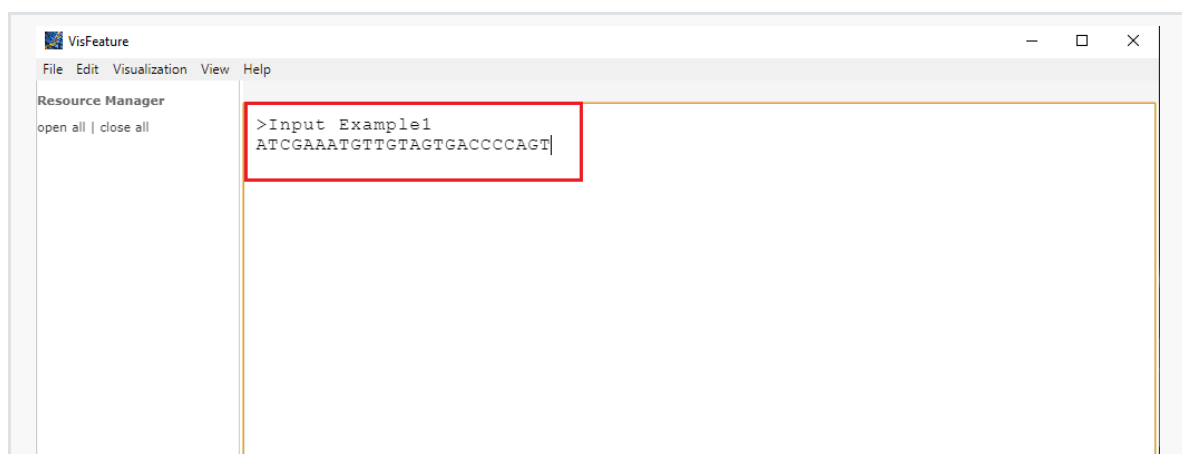 VisFeature
File Edit Visualization View Help
Resource Manager
open all | close all
>Input Example1
ATCGAAATGTTGTAGTGACCCCAGT